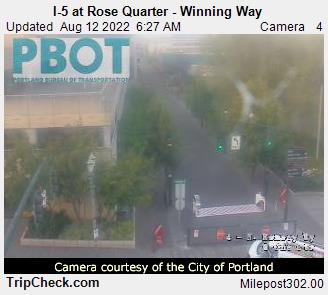 I-5 at Rose Quarter - Winning Way
Updated Aug 12 2022 6:27 AM Camera 4
PBOT
PORTLAND BUREAU OF TRANSPORTATION
Camera courtesy of the City of Portland
TripCheck.com Milepost302.00